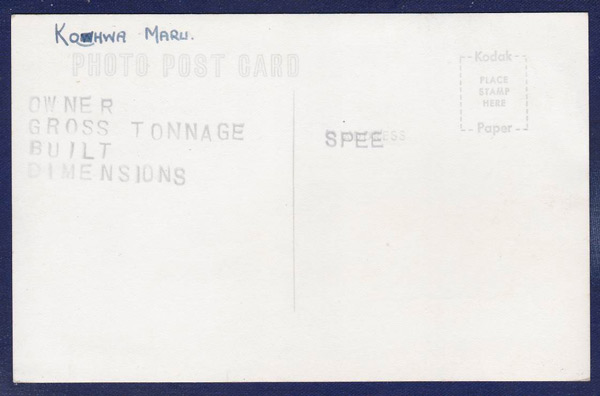 MARU.
PHOTO POST CARD
OWNER
GROSS TONNAGE
BUILT
DIMENSIONS
SPEE
Kodak
PLACE
STAMP
HERE
Paper